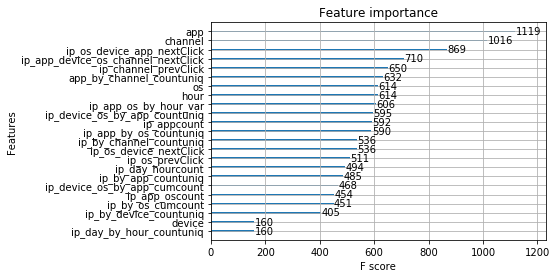 Feature importance
app 1119
channel 1016
ip_os_device_app_nextClick 869
ip_app_device_os_channel_nextClick 710
ip_channel_prevClick 650
app_by_channel_countuniq 632
os 614
hour 614
ip_app_os_by_hour_var 606
ip_device_os_by_app_countuniq 595
ip_appcount 592
ip_app_by_os_countuniq 590
ip_by_channel_countuniq 536
ip_os_device_nextClick 536
ip_os_prevClick 511
ip_day_hourcount 494
ip_by_app_countuniq 485
ip_device_os_by_app_cumcount 468
ip_app_oscount 454
ip_by_os_cumcount 451
ip_by_device_countuniq 405
device 160
ip_day_by_hour_countuniq 160
Features
0 200 400 600 800 1000 1200
F score